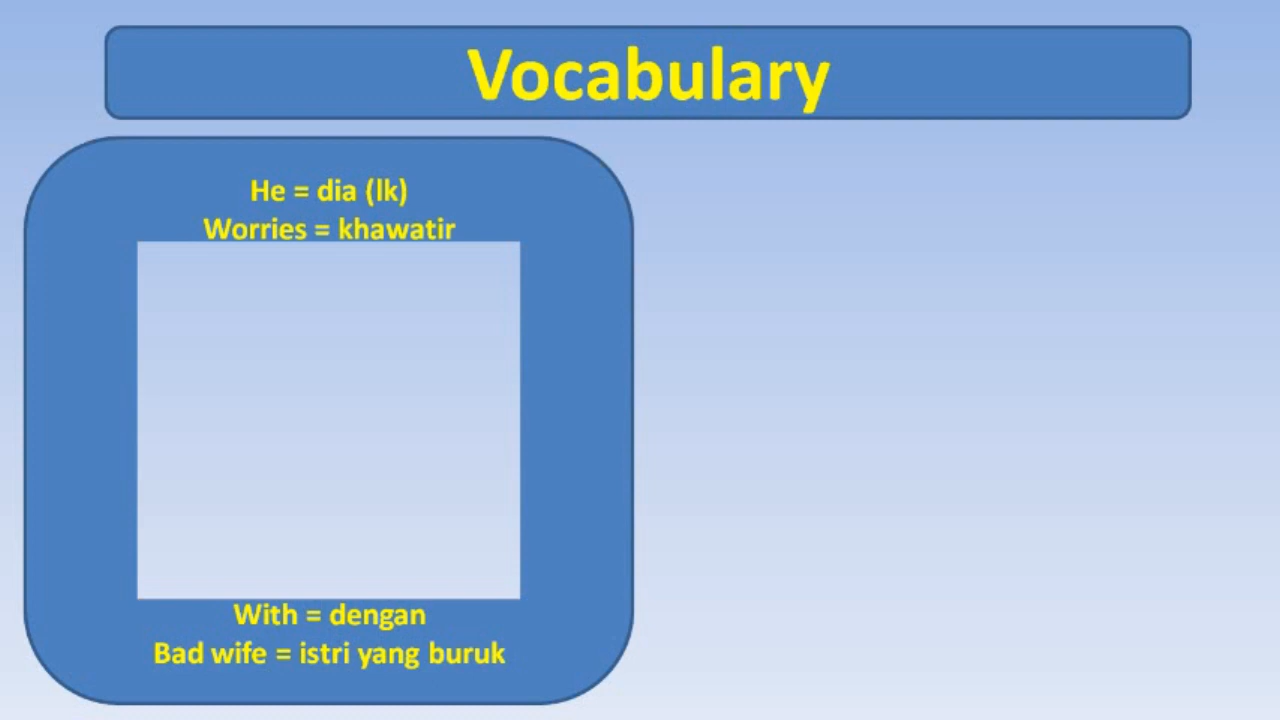 Vocabulary
He = dia (lk)
Worries = khawatir
With = dengan
Bad wife = istri yang buruk